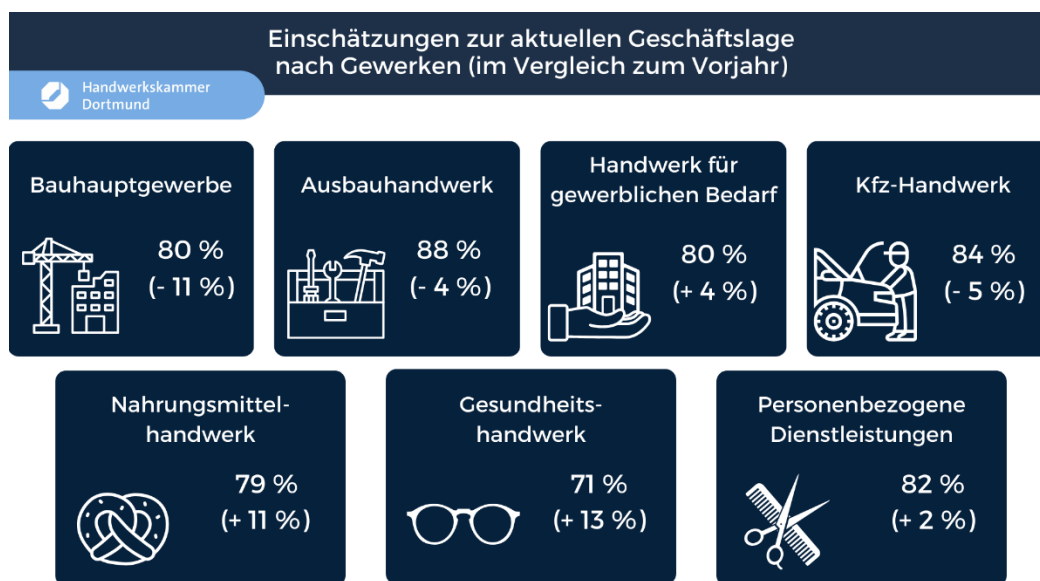 Einschätzungen zur aktuellen Geschäftslage
nach Gewerken (im Vergleich zum Vorjahr)
Handwerkskammer
Dortmund
Bauhauptgewerbe
80 %
(- 11 %)
Ausbauhandwerk
88 %
(- 4 %)
Handwerk für
gewerblichen Bedarf
80 %
(+ 4 %)
Kfz-Handwerk
84 %
(- 5 %)
Nahrungsmittel-
handwerk
79 %
(+ 11 %)
Gesundheits-
handwerk
71 %
(+ 13 %)
Personenbezogene
Dienstleistungen
82 %
(+ 2 %)